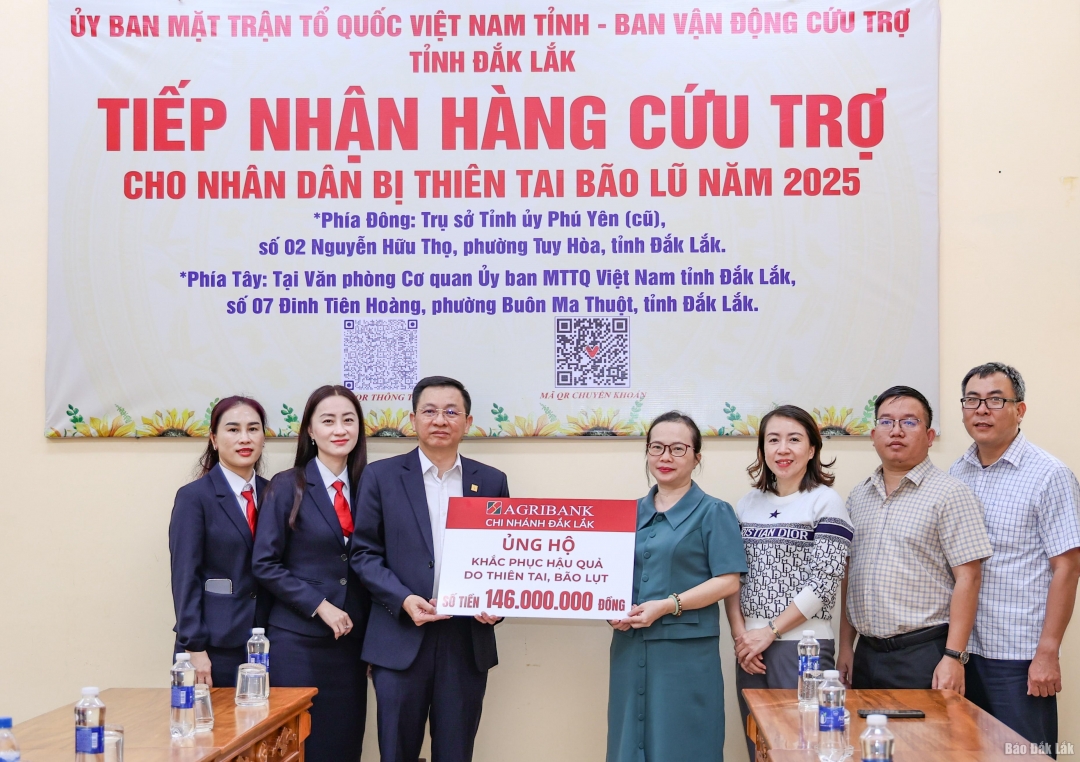 ỦY BAN MẶT TRẬN TỔ QUỐC VIỆT NAM TỈNH - BAN VẬN ĐỘNG CỨU TRỢ
TỈNH ĐẮK LẮK
TIẾP NHẬN HÀNG CỨU TRỢ
CHO NHÂN DÂN BỊ THIÊN TAI BÃO LŨ NĂM 2025
*Phía Đông: Trụ sở Tỉnh ủy Phú Yên (cũ),
số 02 Nguyễn Hữu Thọ, phường Tuy Hòa, tỉnh Đắk Lắk.
*Phía Tây: Tại Văn phòng Cơ quan Ủy ban MTTQ Việt Nam tỉnh Đắk Lắk,
số 07 Đinh Tiên Hoàng, phường Buôn Ma Thuột, tỉnh Đắk Lắk.
QR THÔNG
MÃ QR CHUYỂN KHOẢN
AGRIBANK
CHI NHÁNH ĐẮK LẮK
ỦNG HỘ
KHẮC PHỤC HẬU QUẢ
DO THIÊN TAI, BÃO LỤT
SỐ TIỀN 146.000.000 ĐỒNG
DIOR
Báo Đắk Lắk